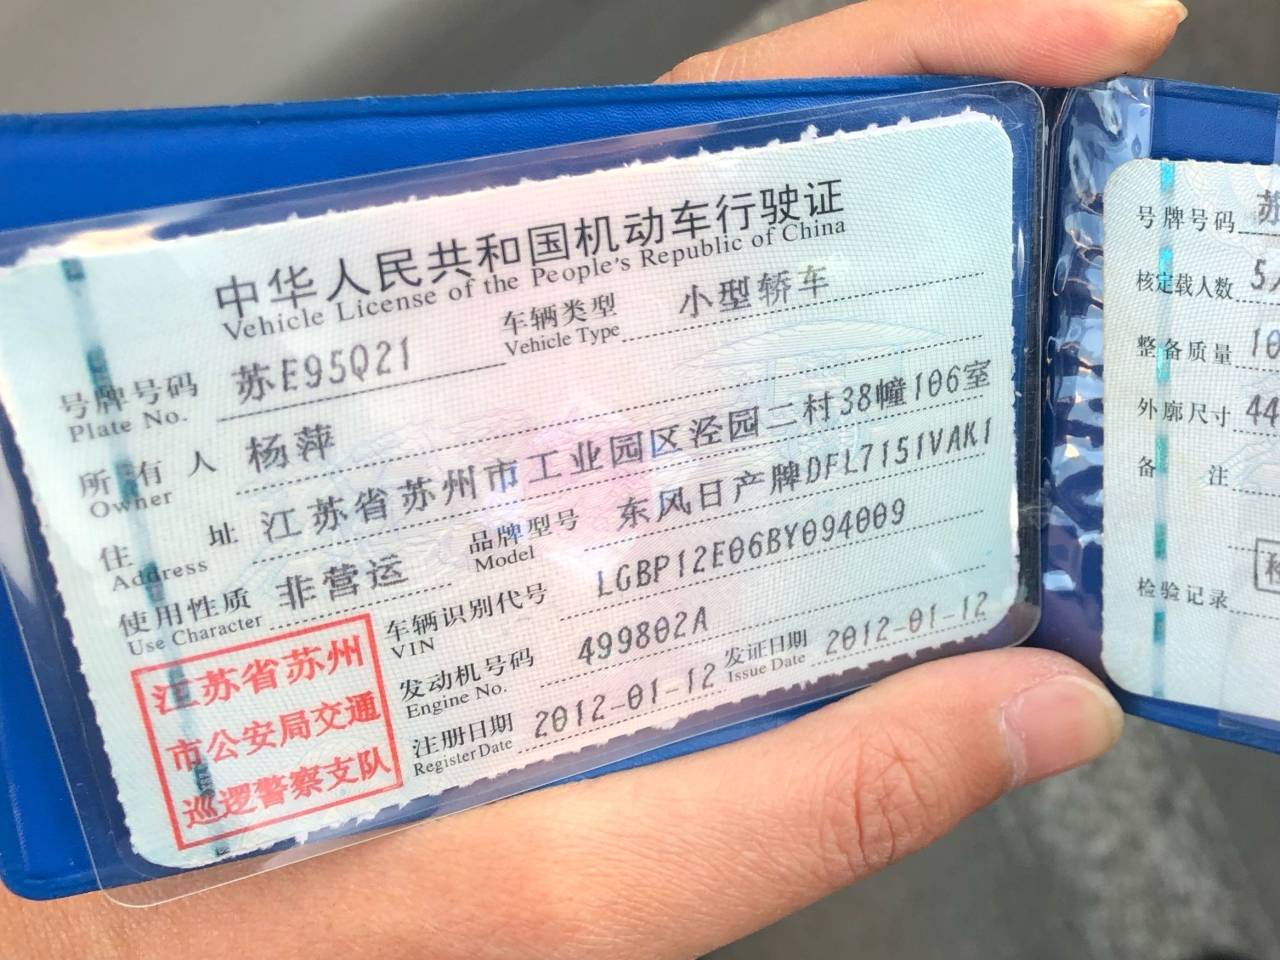 中华人民共和国机动车行驶证
Vehicle License of the People's Republic of China
号牌号码 苏E95Q21 车辆类型 小型轿车
Plate No. Vehicle Type
所有人 杨萍
Owner
住址 江苏省苏州市工业园区泾园二村38幢106室
Address
使用性质 非营运 品牌型号 东风日产牌DFL7151VAK1
Use Character Model
车辆识别代号 LGBP12E06BY094009
VIN
发动机号码 499802A
Engine No.
注册日期 2012-01-12 发证日期 2012-01-12
Register Date Issue Date
江苏省苏州
市公安局交通
巡逻警察支队
号牌号码 苏
核定载人数 5
整备质量 10
外廓尺寸 44
备注
检验记录